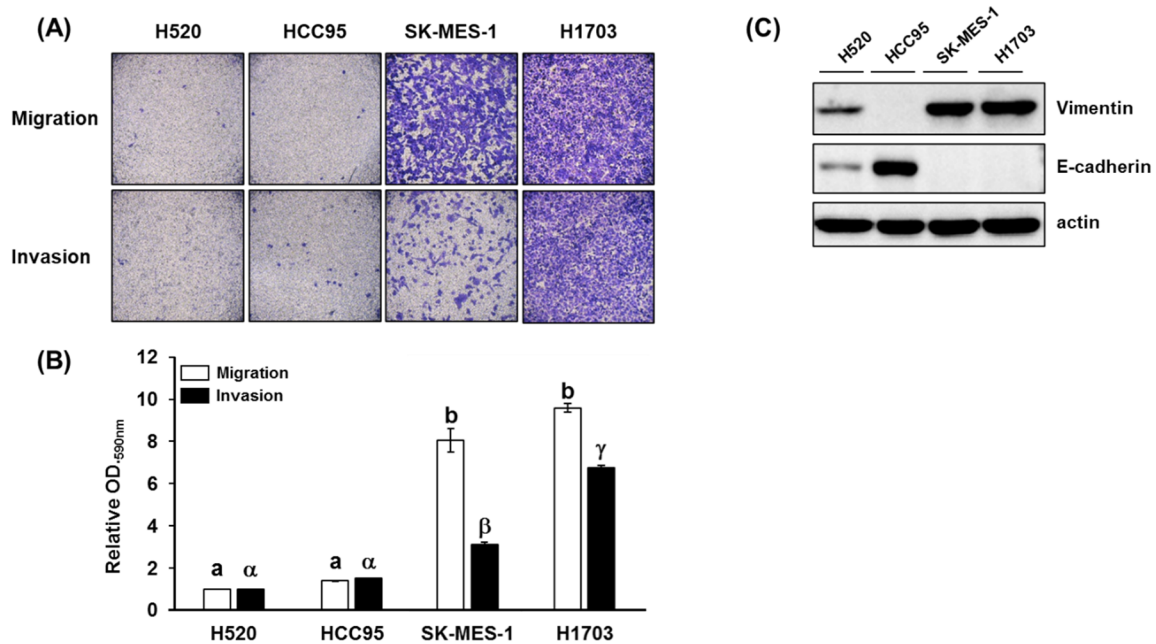 (A)
H520 HCC95 SK-MES-1 H1703
Migration
Invasion
(B)
12
10
8
6
4
2
0
Relative OD.590nm
Migration
Invasion
a α a α b β b γ
H520 HCC95 SK-MES-1 H1703
(C)
H520 HCC95 SK-MES-1 H1703
Vimentin
E-cadherin
actin